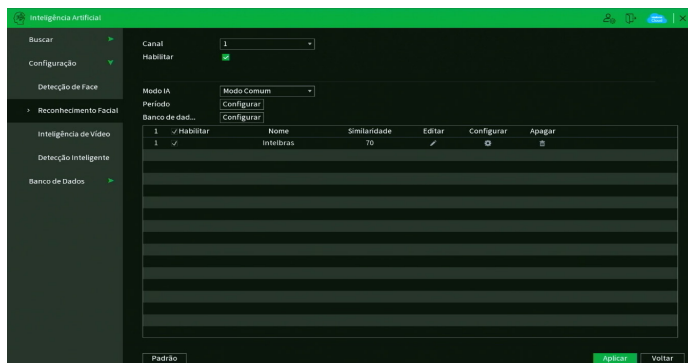 Inteligência Artificial
Buscar
Configuração
Detecção de Face
Reconhecimento Facial
Inteligência de Vídeo
Detecção Inteligente
Banco de Dados
Canal 1
Habilitar
Modo IA Modo Comum
Período Configurar
Banco de dad... Configurar
1 Habilitar Nome Similaridade Editar Configurar Apagar
1 Intelbras 70
Padrão Aplicar Voltar